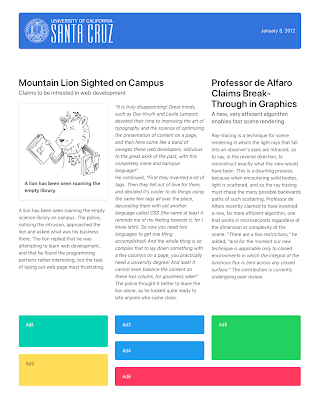 UNIVERSITY OF CALIFORNIA
SANTA CRUZ
January 8, 2012
Mountain Lion Sighted on Campus
Claims to be intrested in web development
A lion has been seen roaming the
empty library.
A lion has been seen roaming the empty
science library on campus. The police,
noticing the intrusion, approached the
lion and asked what was his business
there. The lion replied that he was
attempting to learn web development,
and that he found the programming
portions rather interesting, but the task
of laying out web page most frustrating.
"It is truly disappointing! Great minds,
such as Don Knuth and Leslie Lamport,
devoted their time to improving the art of
typography and the science of optimizing
the presentation of content on a page;
and then here come like a band of
savages these web developers, oblivious
to the great work of the past, with this
completely inane and baroque
language!"
He continued, "First they invented a lot of
tags. Then they fell out of love for them,
and decided it's cooler to do things using
the same few tags all over the place,
decorating them with yet another
language called CSS (the name at least it
reminds me of my feeling towards it, for I
know latin). So now you need two
languages to get one thing
accomplished! And the whole thing is so
complex that to lay down something with
a few columns on a page, you practically
need a university degree! And look! It
cannot even balance the content on
these two columns, for goodness sake!"
The police thought it better to leave the
lion alone, as he looked quite ready to
bite anyone who come close.
Professor de Alfaro
Claims Break-
Through in Graphics
A new, very efficient algorithm
enables fast scene rendering
Ray-tracing is a technique for scene
rendering in which the light rays that fall
into an observer's eyes are retraced, so
to say, in the reverse direction, to
reconstruct exactly what the view would
have been. This is a daunting process,
because when encountering solid bodies,
light is scattered, and so the ray tracing
must chase the many possible backwards
paths of such scattering. Professor de
Alfaro recently claimed to have invented
a new, far more efficient algorithm, one
that works in microseconds regardless of
the dimension or complexity of the
scene. "There are a few restrictions," he
added, "and for the moment our new
technique is applicable only to closed
environments in which the integral of the
luminous flux is zero across any closed
surface." The contribution is currently
undergoing peer review.
Ad1
Ad2
Ad3
Ad4
Ad5
Ad6